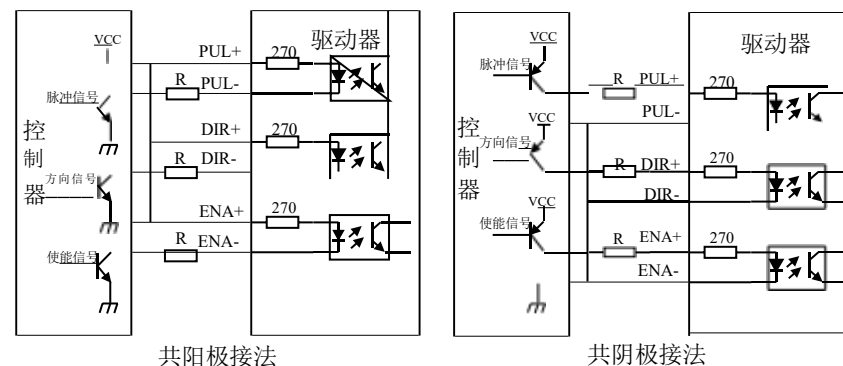 VCC
PUL+
270
驱动器
脉冲信号
R
PUL-
DIR+
270
控制器
方向信号
R
DIR-
ENA+
270
使能信号
R
ENA-
共阳极接法
VCC
驱动器
脉冲信号
R
PUL+
270
PUL-
VCC
控制器
方向信号
R
DIR+
270
DIR-
VCC
使能信号
R
ENA+
270
ENA-
共阴极接法